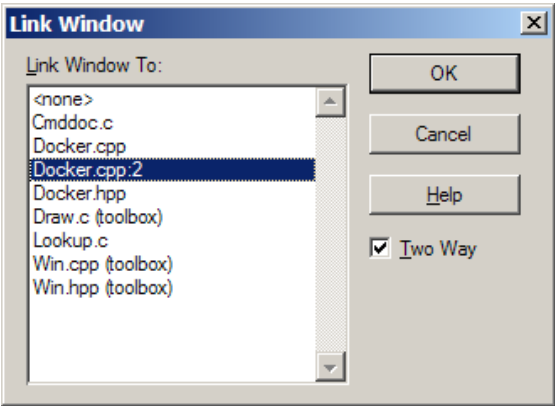 Link Window
Link Window To:
<none>
Cmddoc.c
Docker.cpp
Docker.cpp:2
Docker.hpp
Draw.c (toolbox)
Lookup.c
Win.cpp (toolbox)
Win.hpp (toolbox)
OK
Cancel
Help
Two Way